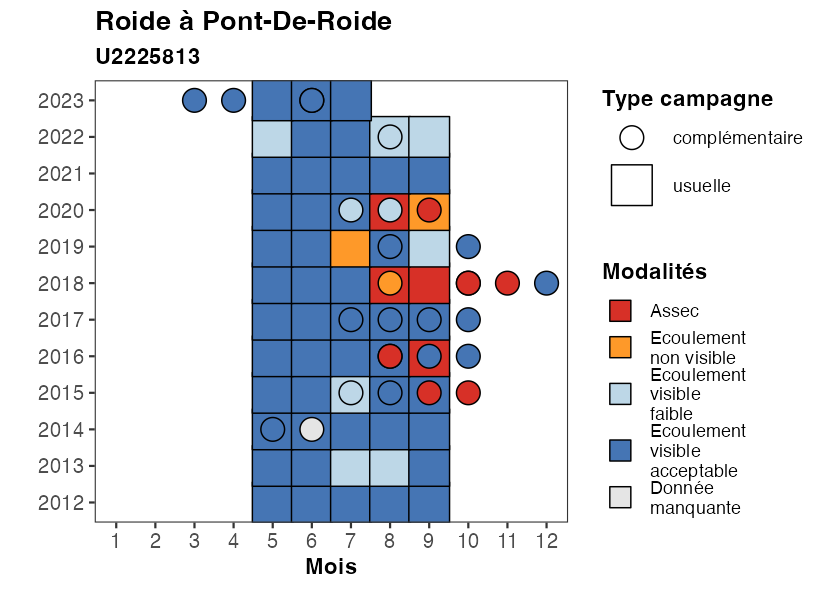 Roide à Pont-De-Roide
U2225813
2023
2022
2021
2020
2019
2018
2017
2016
2015
2014
2013
2012
1 2 3 4 5 6 7 8 9 10 11 12
Mois
Type campagne
complémentaire
usuelle
Modalités
Assec
Ecoulement
non visible
Ecoulement
visible
faible
Ecoulement
visible
acceptable
Donnée
manquante